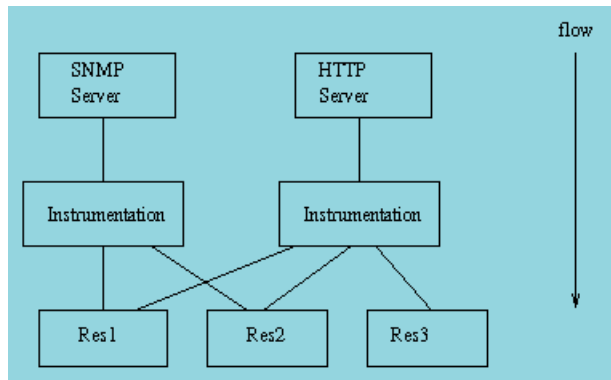 flow
SNMP
Server
HTTP
Server
Instrumentation
Instrumentation
Res1
Res2
Res3